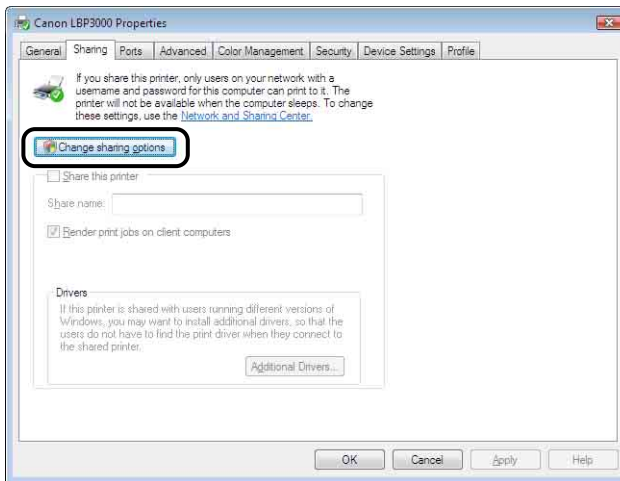 Canon LBP3000 Properties
General Sharing Ports Advanced Color Management Security Device Settings Profile
If you share this printer, only users on your network with a
username and password for this computer can print to it. The
printer will not be available when the computer sleeps. To change
these settings, use the Network and Sharing Center.
Change sharing options
Share this printer
Share name:
Render print jobs on client computers
Drivers
If this printer is shared with users running different versions of
Windows, you may want to install additional drivers, so that the
users do not have to find the print driver when they connect to
the shared printer.
Additional Drivers...
OK Cancel Apply Help